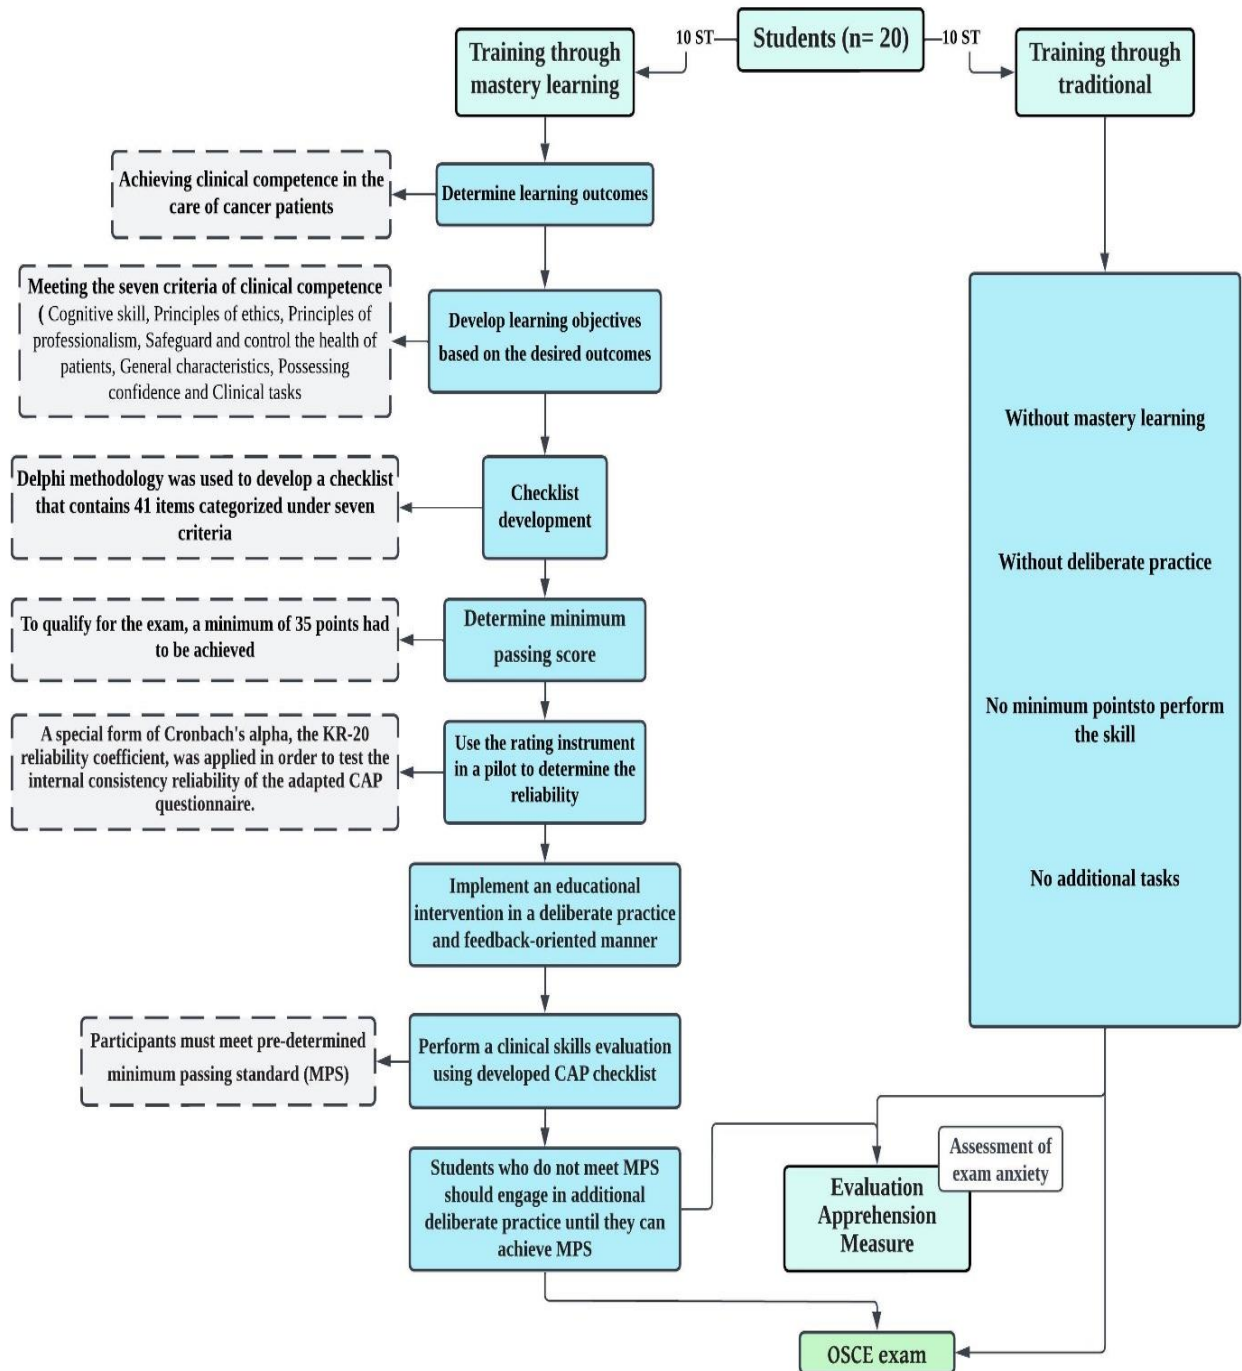 Students (n= 20)
10 ST
10 ST
Training through
mastery learning
Training through
traditional
Achieving clinical competence in the
care of cancer patients
Determine learning outcomes
Meeting the seven criteria of clinical competence
( Cognitive skill, Principles of ethics, Principles of
professionalism, Safeguard and control the health of
patients, General characteristics, Possessing
confidence and Clinical tasks
Develop learning objectives
based on the desired outcomes
Delphi methodology was used to develop a checklist
that contains 41 items categorized under seven
criteria
Checklist
development
To qualify for the exam, a minimum of 35 points had
to be achieved
Determine minimum
passing score
A special form of Cronbach's alpha, the KR-20
reliability coefficient, was applied in order to test the
internal consistency reliability of the adapted CAP
questionnaire.
Use the rating instrument
in a pilot to determine the
reliability
Implement an educational
intervention in a deliberate practice
and feedback-oriented manner
Participants must meet pre-determined
minimum passing standard (MPS)
Perform a clinical skills evaluation
using developed CAP checklist
Students who do not meet MPS
should engage in additional
deliberate practice until they can
achieve MPS
Without mastery learning
Without deliberate practice
No minimum pointsto perform
the skill
No additional tasks
Assessment of
exam anxiety
Evaluation
Apprehension
Measure
OSCE exam